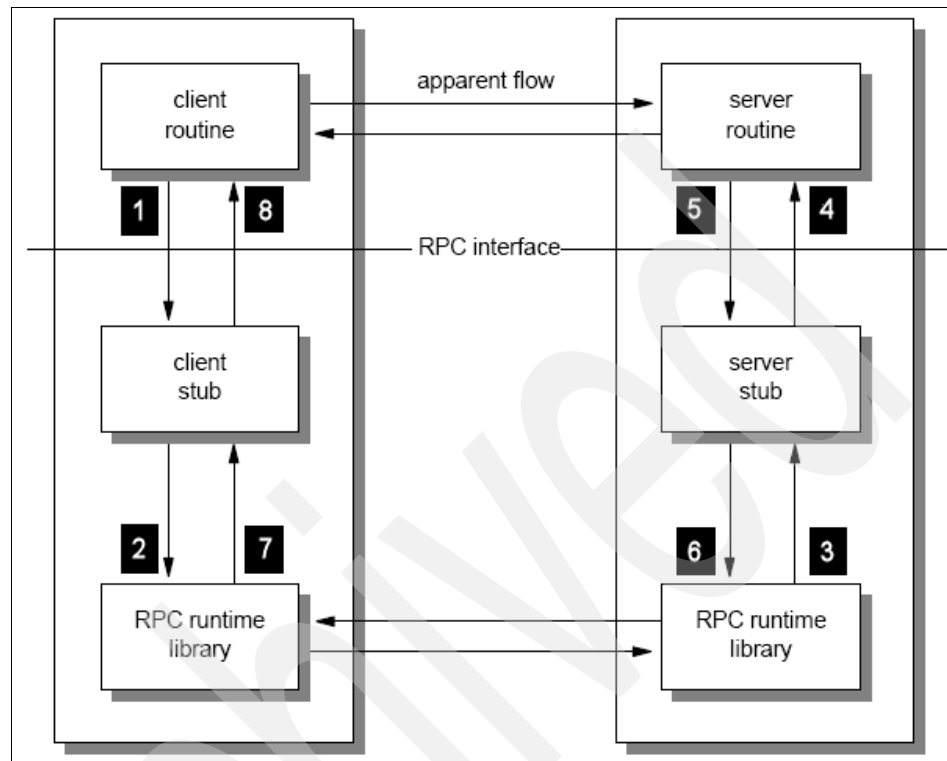 apparent flow
client
routine
server
routine
1
8
5
4
RPC interface
client
stub
server
stub
2
7
6
3
RPC runtime
library
RPC runtime
library